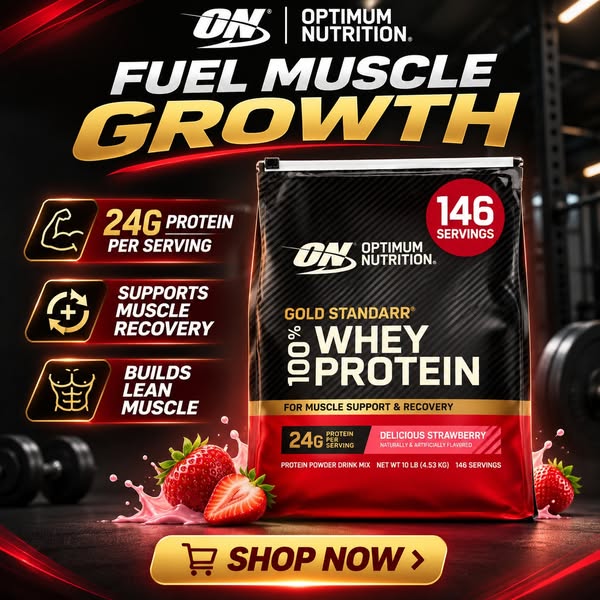 ON®
OPTIMUM
NUTRITION®
FUEL MUSCLE
GROWTH
24G PROTEIN
PER SERVING
SUPPORTS
MUSCLE
RECOVERY
BUILDS
LEAN
MUSCLE
146
SERVINGS
ON
OPTIMUM
NUTRITION®
GOLD STANDARR®
100% WHEY
PROTEIN
FOR MUSCLE SUPPORT & RECOVERY
24G PROTEIN
PER
SERVING
DELICIOUS STRAWBERRY
NATURALLY & ARTIFICIALLY FLAVORED
PROTEIN POWDER DRINK MIX NET WT 10 LB (4.53 KG) 146 SERVINGS
SHOP NOW >